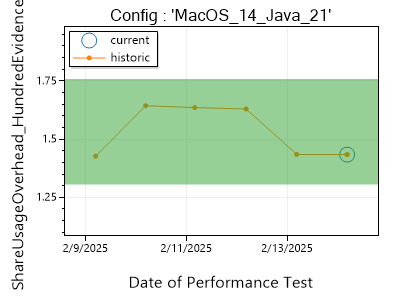 Config : 'MacOS_14_Java_21'
current
historic
ShareUsageOverhead_HundredEvidence
1.75
1.5
1.25
2/9/2025
2/11/2025
2/13/2025
Date of Performance Test